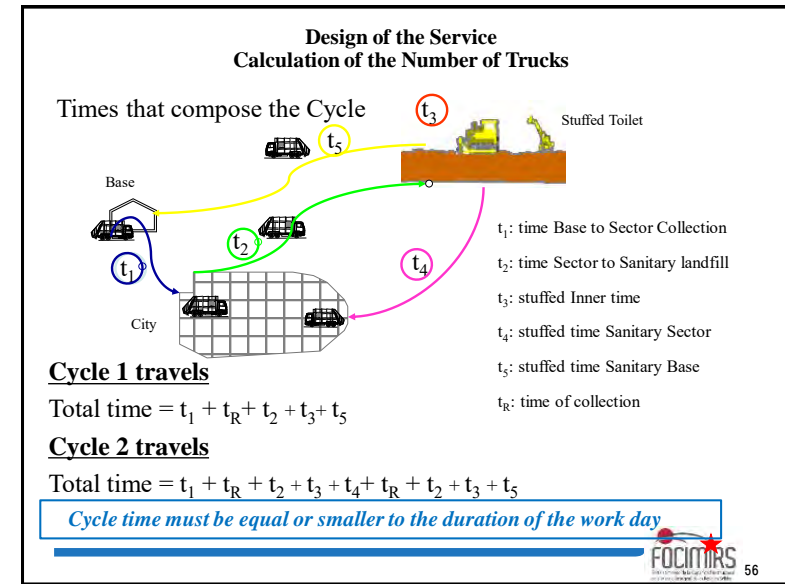 Design of the Service
Calculation of the Number of Trucks
Times that compose the Cycle
t3
Stuffed Toilet
t5
Base
t2
t1
t4
City
t1: time Base to Sector Collection
t2: time Sector to Sanitary landfill
t3: stuffed Inner time
t4: stuffed time Sanitary Sector
t5: stuffed time Sanitary Base
tR: time of collection
Cycle 1 travels
Total time = t1 + tR+ t2 + t3+ t5
Cycle 2 travels
Total time = t1 + tR + t2 + t3 + t4+ tR + t2 + t3 + t5
Cycle time must be equal or smaller to the duration of the work day
FOCIMiRS
56